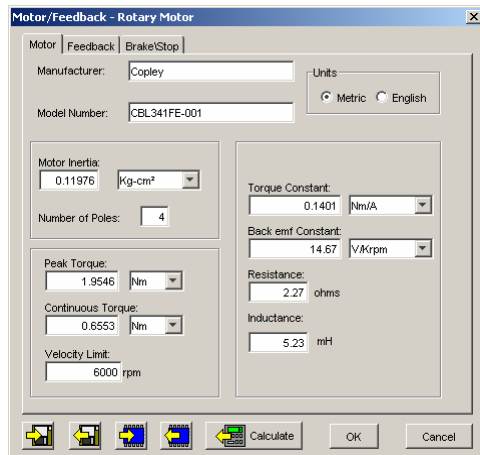 Motor/Feedback - Rotary Motor
Motor Feedback Brake\Stop
Manufacturer: Copley
Units
Metric English
Model Number: CBL341FE-001
Motor Inertia:
0.11976 Kg-cm²
Number of Poles: 4
Torque Constant:
0.1401 Nm/A
Back emf Constant:
14.67 V/Krpm
Resistance:
2.27 ohms
Inductance:
5.23 mH
Peak Torque:
1.9546 Nm
Continuous Torque:
0.6553 Nm
Velocity Limit:
6000 rpm
Calculate OK Cancel